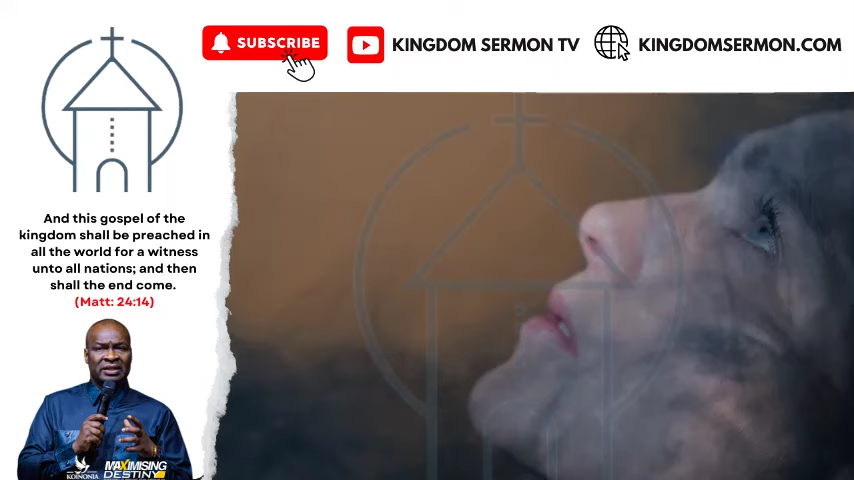 SUBSCRIBE
KINGDOM SERMON TV
KINGDOMSERMON.COM
And this gospel of the
kingdom shall be preached in
all the world for a witness
unto all nations; and then
shall the end come.
(Matt: 24:14)
KOINONIA
MAXIMISING
DESTINY